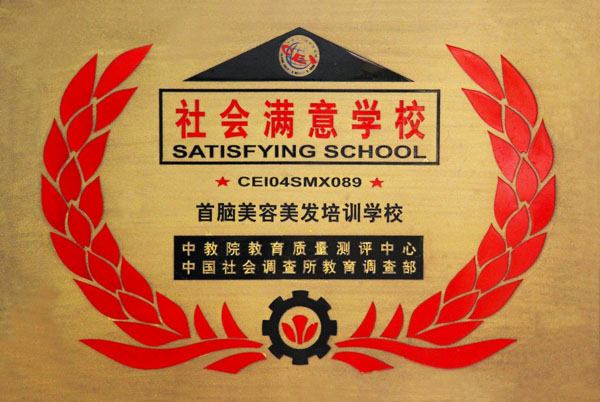 CEI
社会满意学校
SATISFYING SCHOOL
★ CEI04SMX089 ★
首脑美容美发培训学校
中教院教育质量测评中心
中国社会调查所教育调查部